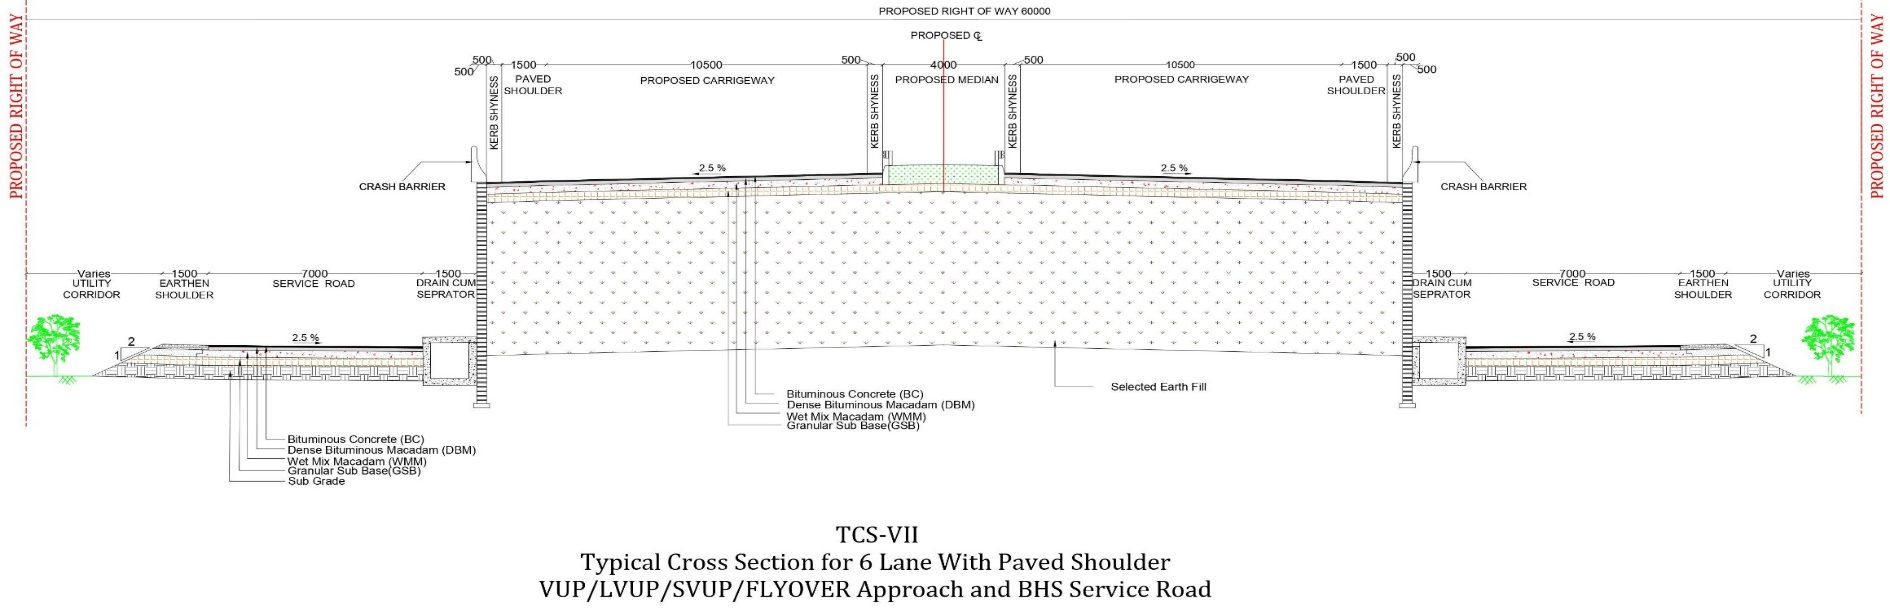 PROPOSED RIGHT OF WAY 60000
PROPOSED RIGHT OF WAY
PROPOSED RIGHT OF WAY
PROPOSED ℄
500
500
1500
10500
500
4000
500
10500
1500
500
500
PAVED
SHOULDER
PROPOSED CARRIGEWAY
PROPOSED MEDIAN
PROPOSED CARRIGEWAY
PAVED
SHOULDER
KERB SHYNESS
KERB SHYNESS
KERB SHYNESS
KERB SHYNESS
2.5 %
2.5 %
CRASH BARRIER
CRASH BARRIER
Varies
UTILITY
CORRIDOR
1500
EARTHEN
SHOULDER
7000
SERVICE ROAD
1500
DRAIN CUM
SEPRATOR
1500
DRAIN CUM
SEPRATOR
7000
SERVICE ROAD
1500
EARTHEN
SHOULDER
Varies
UTILITY
CORRIDOR
2
1
2.5 %
2.5 %
2
1
Selected Earth Fill
Bituminous Concrete (BC)
Dense Bituminous Macadam (DBM)
Wet Mix Macadam (WMM)
Granular Sub Base(GSB)
Bituminous Concrete (BC)
Dense Bituminous Macadam (DBM)
Wet Mix Macadam (WMM)
Granular Sub Base(GSB)
Sub Grade
TCS-VII
Typical Cross Section for 6 Lane With Paved Shoulder
VUP/LVUP/SVUP/FLYOVER Approach and BHS Service Road